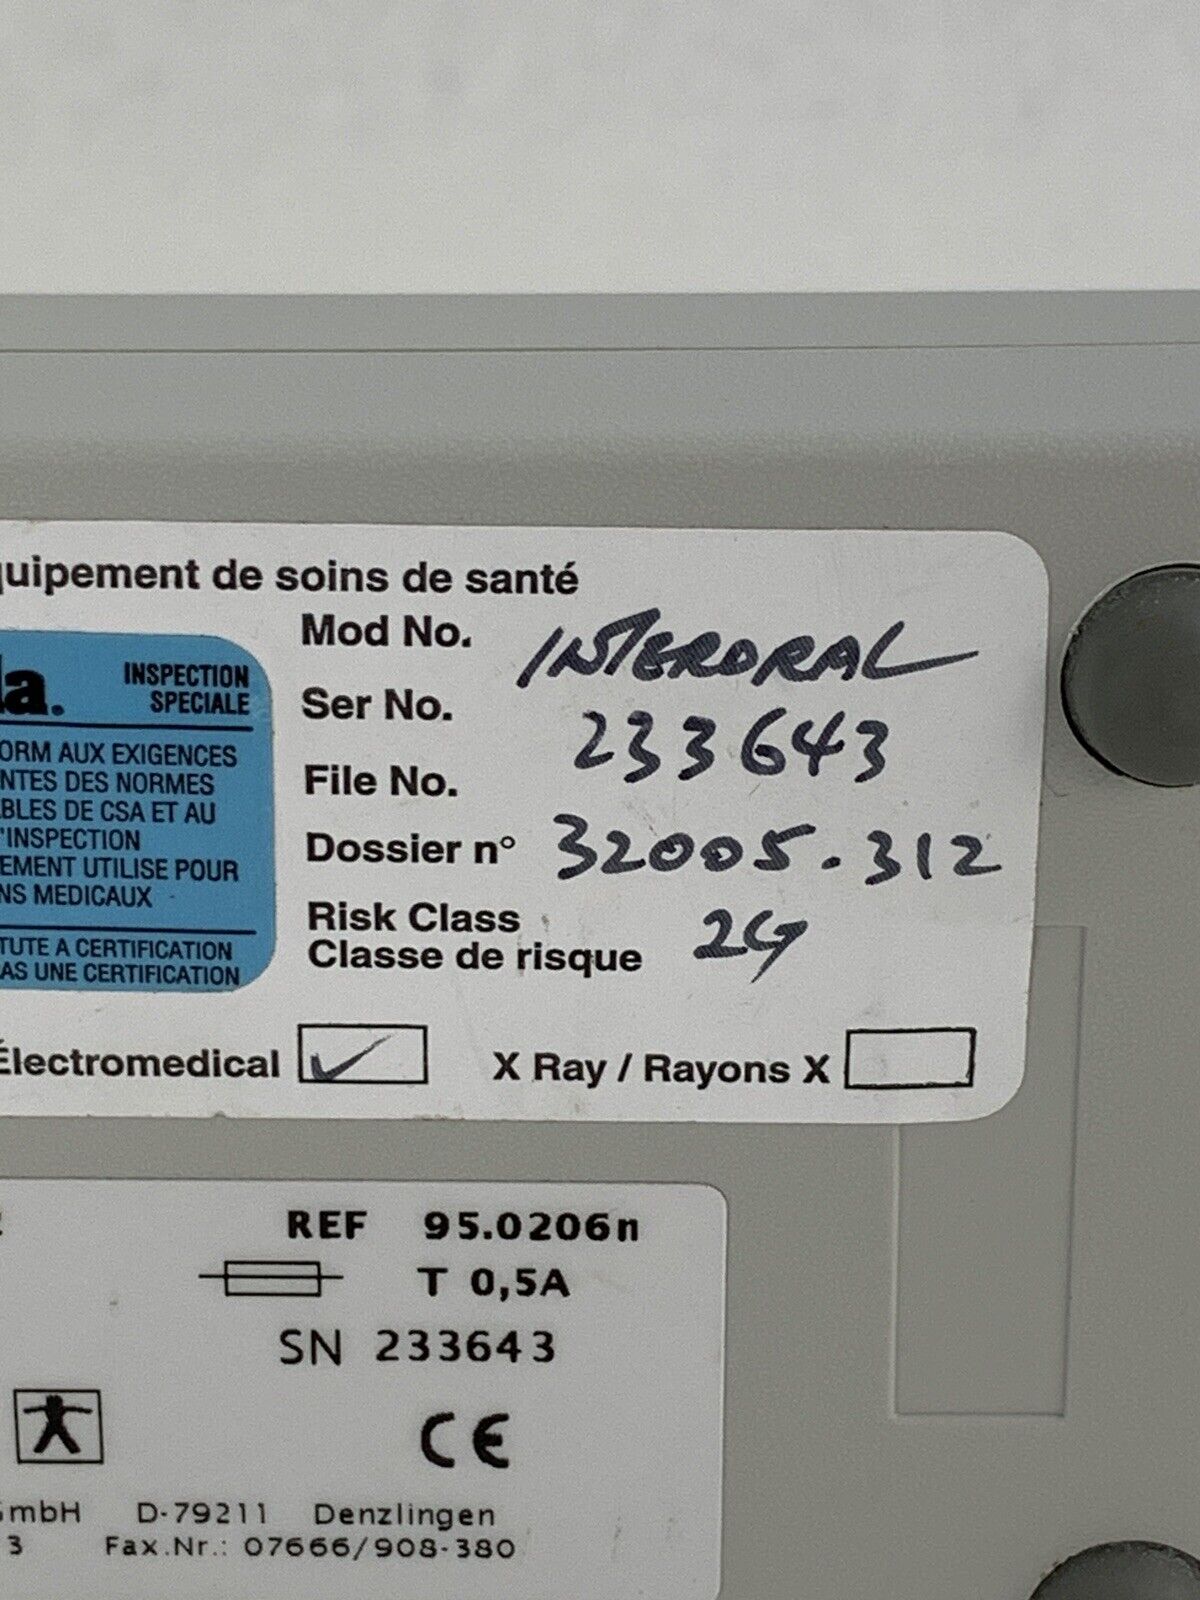 quipement de soins de santé
Mod No. INTERORAL
Ser No. 233643
File No.
Dossier n° 32005.312
Risk Class
Classe de risque 2G
la. INSPECTION
SPECIALE
ORM AUX EXIGENCES
NTES DES NORMES
BLES DE CSA ET AU
'INSPECTION
EMENT UTILISE POUR
NS MEDICAUX
TUTE A CERTIFICATION
AS UNE CERTIFICATION
Électromedical ✓ X Ray / Rayons X
REF 95.0206n
T 0,5A
SN 233643
CE
GmbH D-79211 Denzlingen
3 Fax.Nr.: 07666/908-380